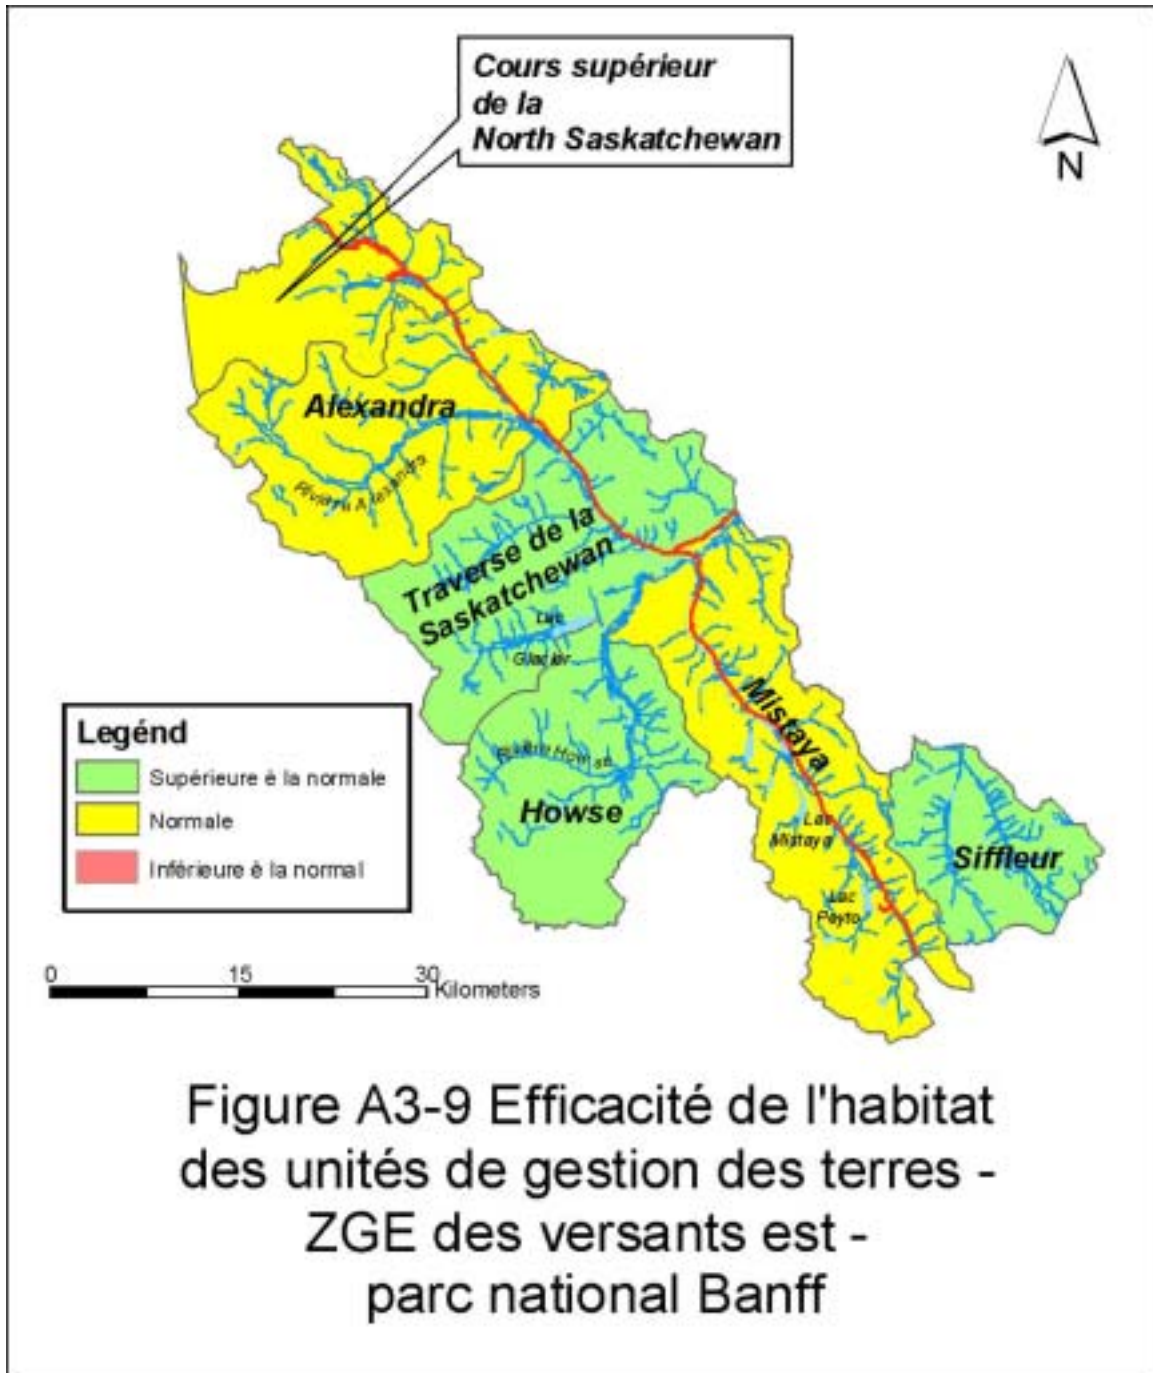 Cours supérieur
de la
North Saskatchewan
N
Alexandra
Rivière Alexandra
Traverse de la
Saskatchewan
Lac
Glacier
Mistaya
Rivière Howse
Howse
Lac
Mistaya
Siffleur
Lac
Peyto
Legénd
Supérieure è la normale
Normale
Inférieure è la normal
0 15 30
Kilometers
Figure A3-9 Efficacité de l'habitat
des unités de gestion des terres -
ZGE des versants est -
parc national Banff